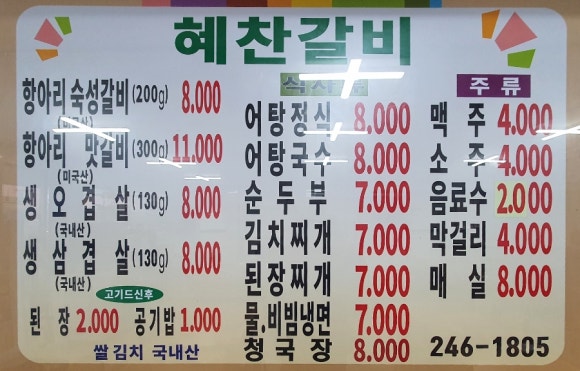 혜찬갈비
항아리 숙성갈비(200g) 8.000
(미국산)
항아리 맛갈비(300g) 11.000
(미국산)
생 오 겹 살 (130g) 8.000
(국내산)
생 삼 겹 살 (130g) 8.000
(국내산)
고기드신후
된 장 2.000 공기밥 1.000
쌀 김치 국내산
어탕정식 8.000
어탕국수 8.000
순 두 부 7.000
김치찌개 7.000
된장찌개 7.000
물,비빔냉면 7.000
청 국 장 8.000
주 류
맥 주 4.000
소 주 4.000
음료수 2.000
막걸리 4.000
매 실 8.000
246-1805